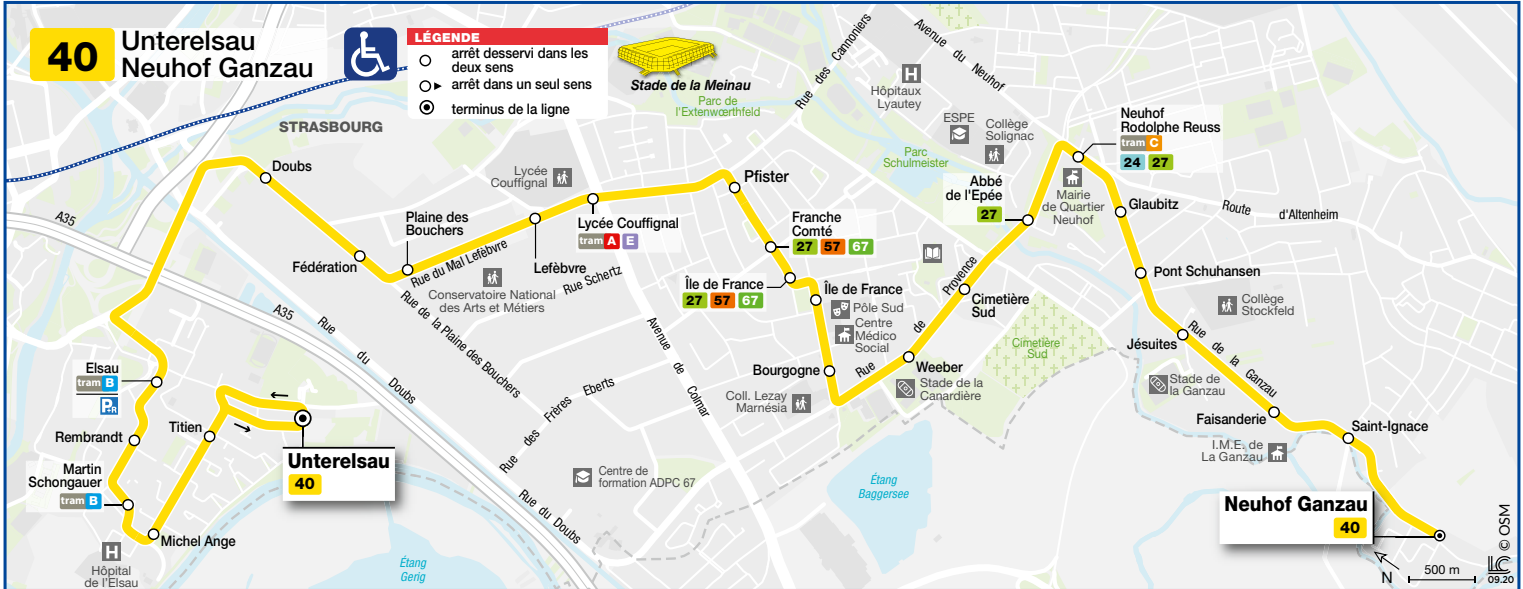 40
Unterelsau
Neuhof Ganzau
LÉGENDE
arrêt desservi dans les
deux sens
arrêt dans un seul sens
terminus de la ligne
Stade de la Meinau
Parc de
l'Extenwœrthfeld
Rue des Cannoniers
Avenue du Neuhof
Hôpitaux
Lyautey
H
STRASBOURG
ESPE
Collège
Solignac
Parc
Schulmeister
Neuhof
Rodolphe Reuss
tram C
24 27
Doubs
Lycée
Couffignal
Pfister
Abbé
de l'Epée
27
Mairie
de Quartier
Neuhof
Glaubitz
Route d'Altenheim
A35
Plaine des
Bouchers
Lycée Couffignal
tram A E
Franche
Comté
27 57 67
Fédération
Rue du Mal Lefèbvre
Lefèbvre
Rue Schertz
Île de France
27 57 67
Île de France
Pôle Sud
Centre
Médico
Social
Rue de Provence
Cimetière
Sud
Pont Schuhansen
Collège
Stockfeld
Conservatoire National
des Arts et Métiers
Rue de la Plaine des Bouchers
A35
Rue du Doubs
Avenue de Colmar
Cimetière
Sud
Jésuites
Rue de la Ganzau
Elsau
tram B
P+R
Bourgogne
Weeber
Stade de la
Canardière
Coll. Lezay
Marnésia
Stade de
la Ganzau
Rue des Frères Eberts
Faisanderie
Saint-Ignace
Rembrandt
Titien
I.M.E. de
La Ganzau
Martin
Schongauer
tram B
Unterelsau
40
Centre de
formation ADPC 67
Étang
Baggersee
Rue du Doubs
Neuhof Ganzau
40
Michel Ange
H
Hôpital
de l'Elsau
Étang
Gerig
N
500 m
LC
09.20
© OSM